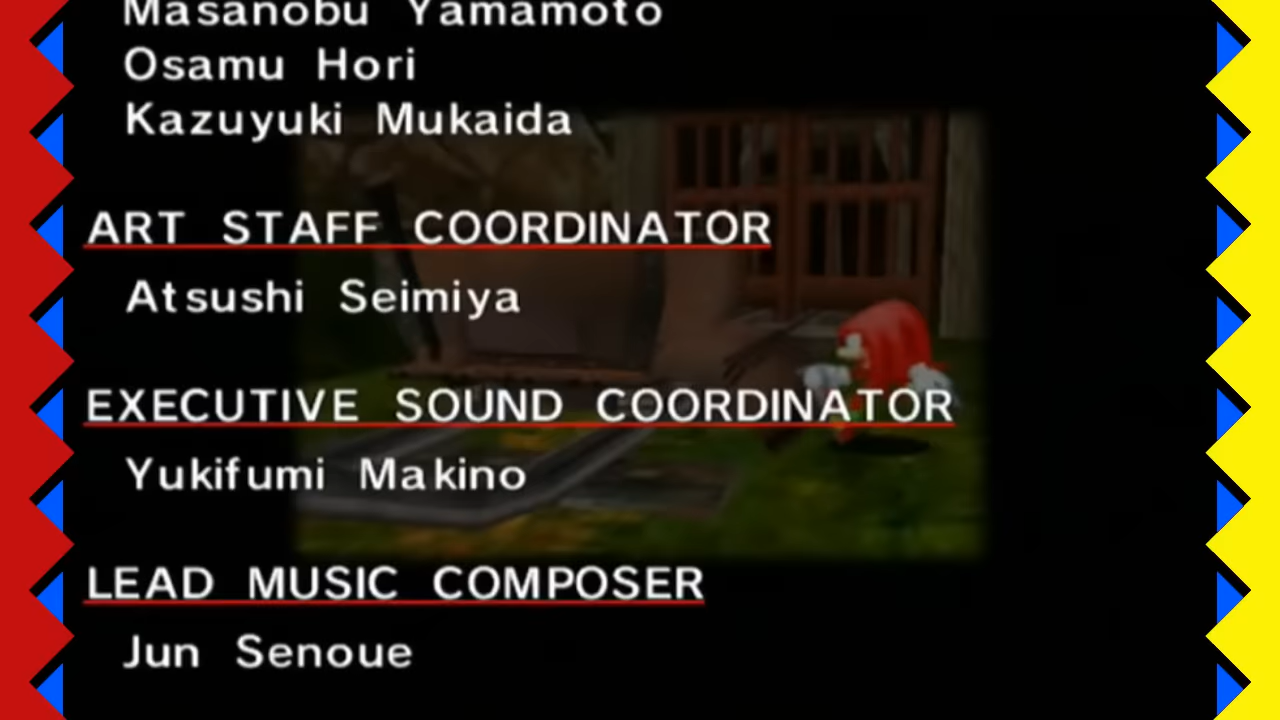 Masanobu Yamamoto
Osamu Hori
Kazuyuki Mukaida
ART STAFF COORDINATOR
Atsushi Seimiya
EXECUTIVE SOUND COORDINATOR
Yukifumi Makino
LEAD MUSIC COMPOSER
Jun Senoue